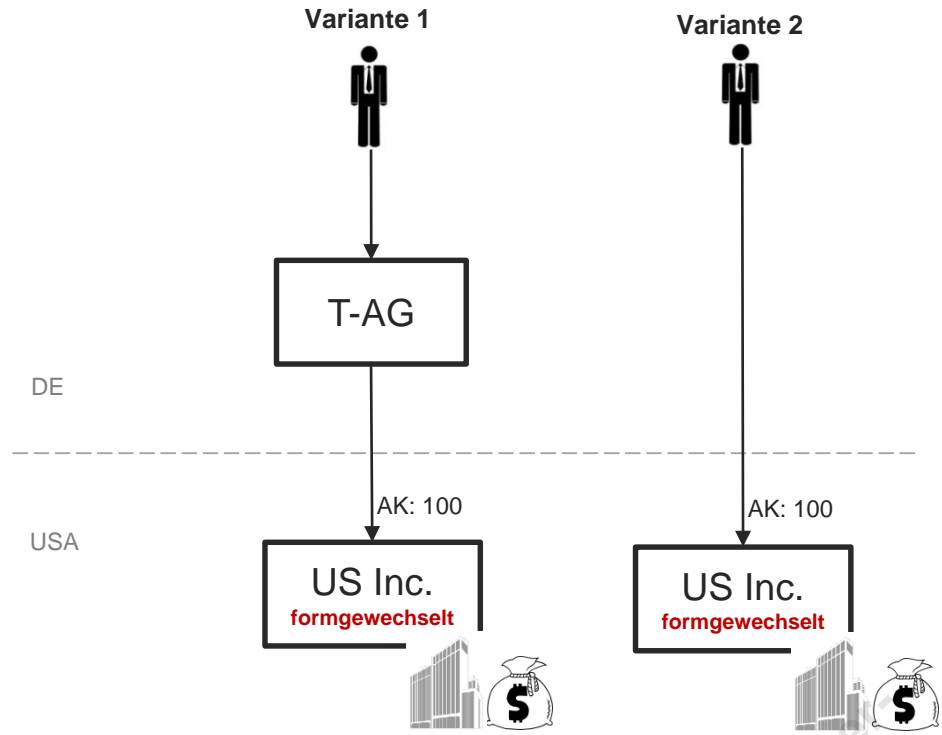 Variante 1
Variante 2
T-AG
DE
AK: 100
AK: 100
USA
US Inc.
formgewechselt
US Inc.
formgewechselt
$
$